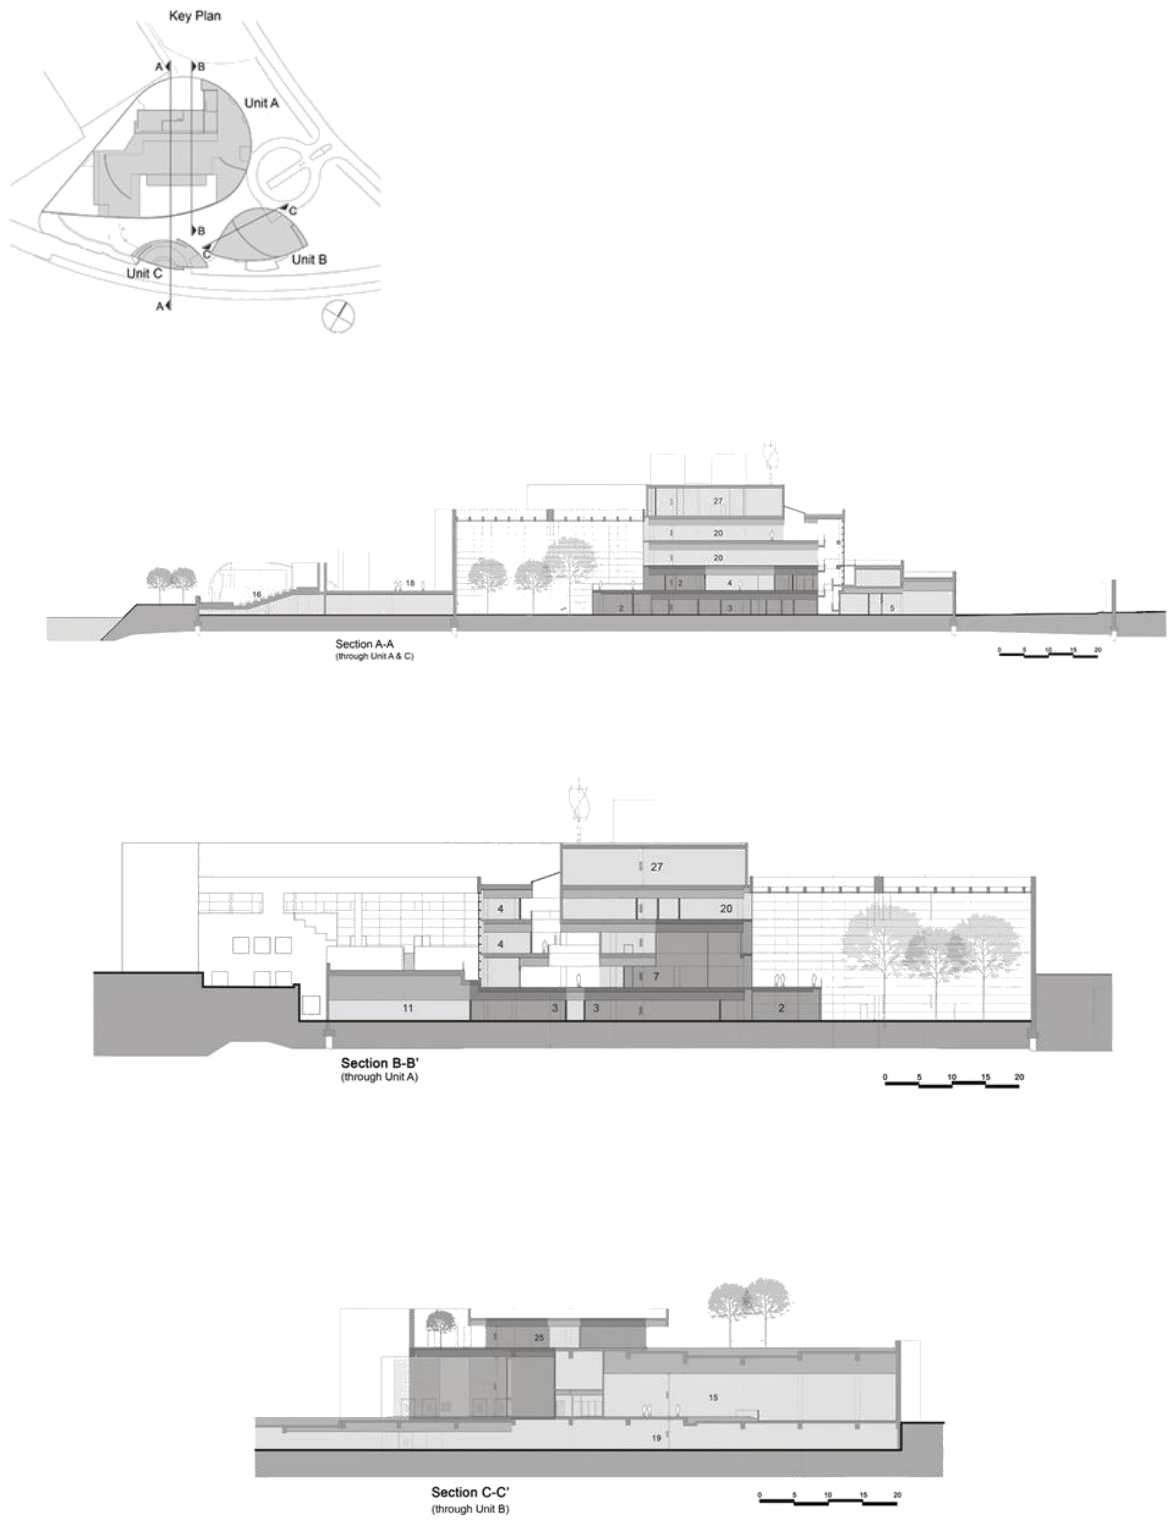 Key Plan
A B
Unit A
C
B
C
Unit B
Unit C
A
27
20
20
2 4
18
16
2 3 5
Section A-A
(through Unit A & C)
0 5 10 15 20
27
4 20
4
7
11 3 3 2
Section B-B'
(through Unit A)
0 5 10 15 20
25
15
19
Section C-C'
(through Unit B)
0 5 10 15 20